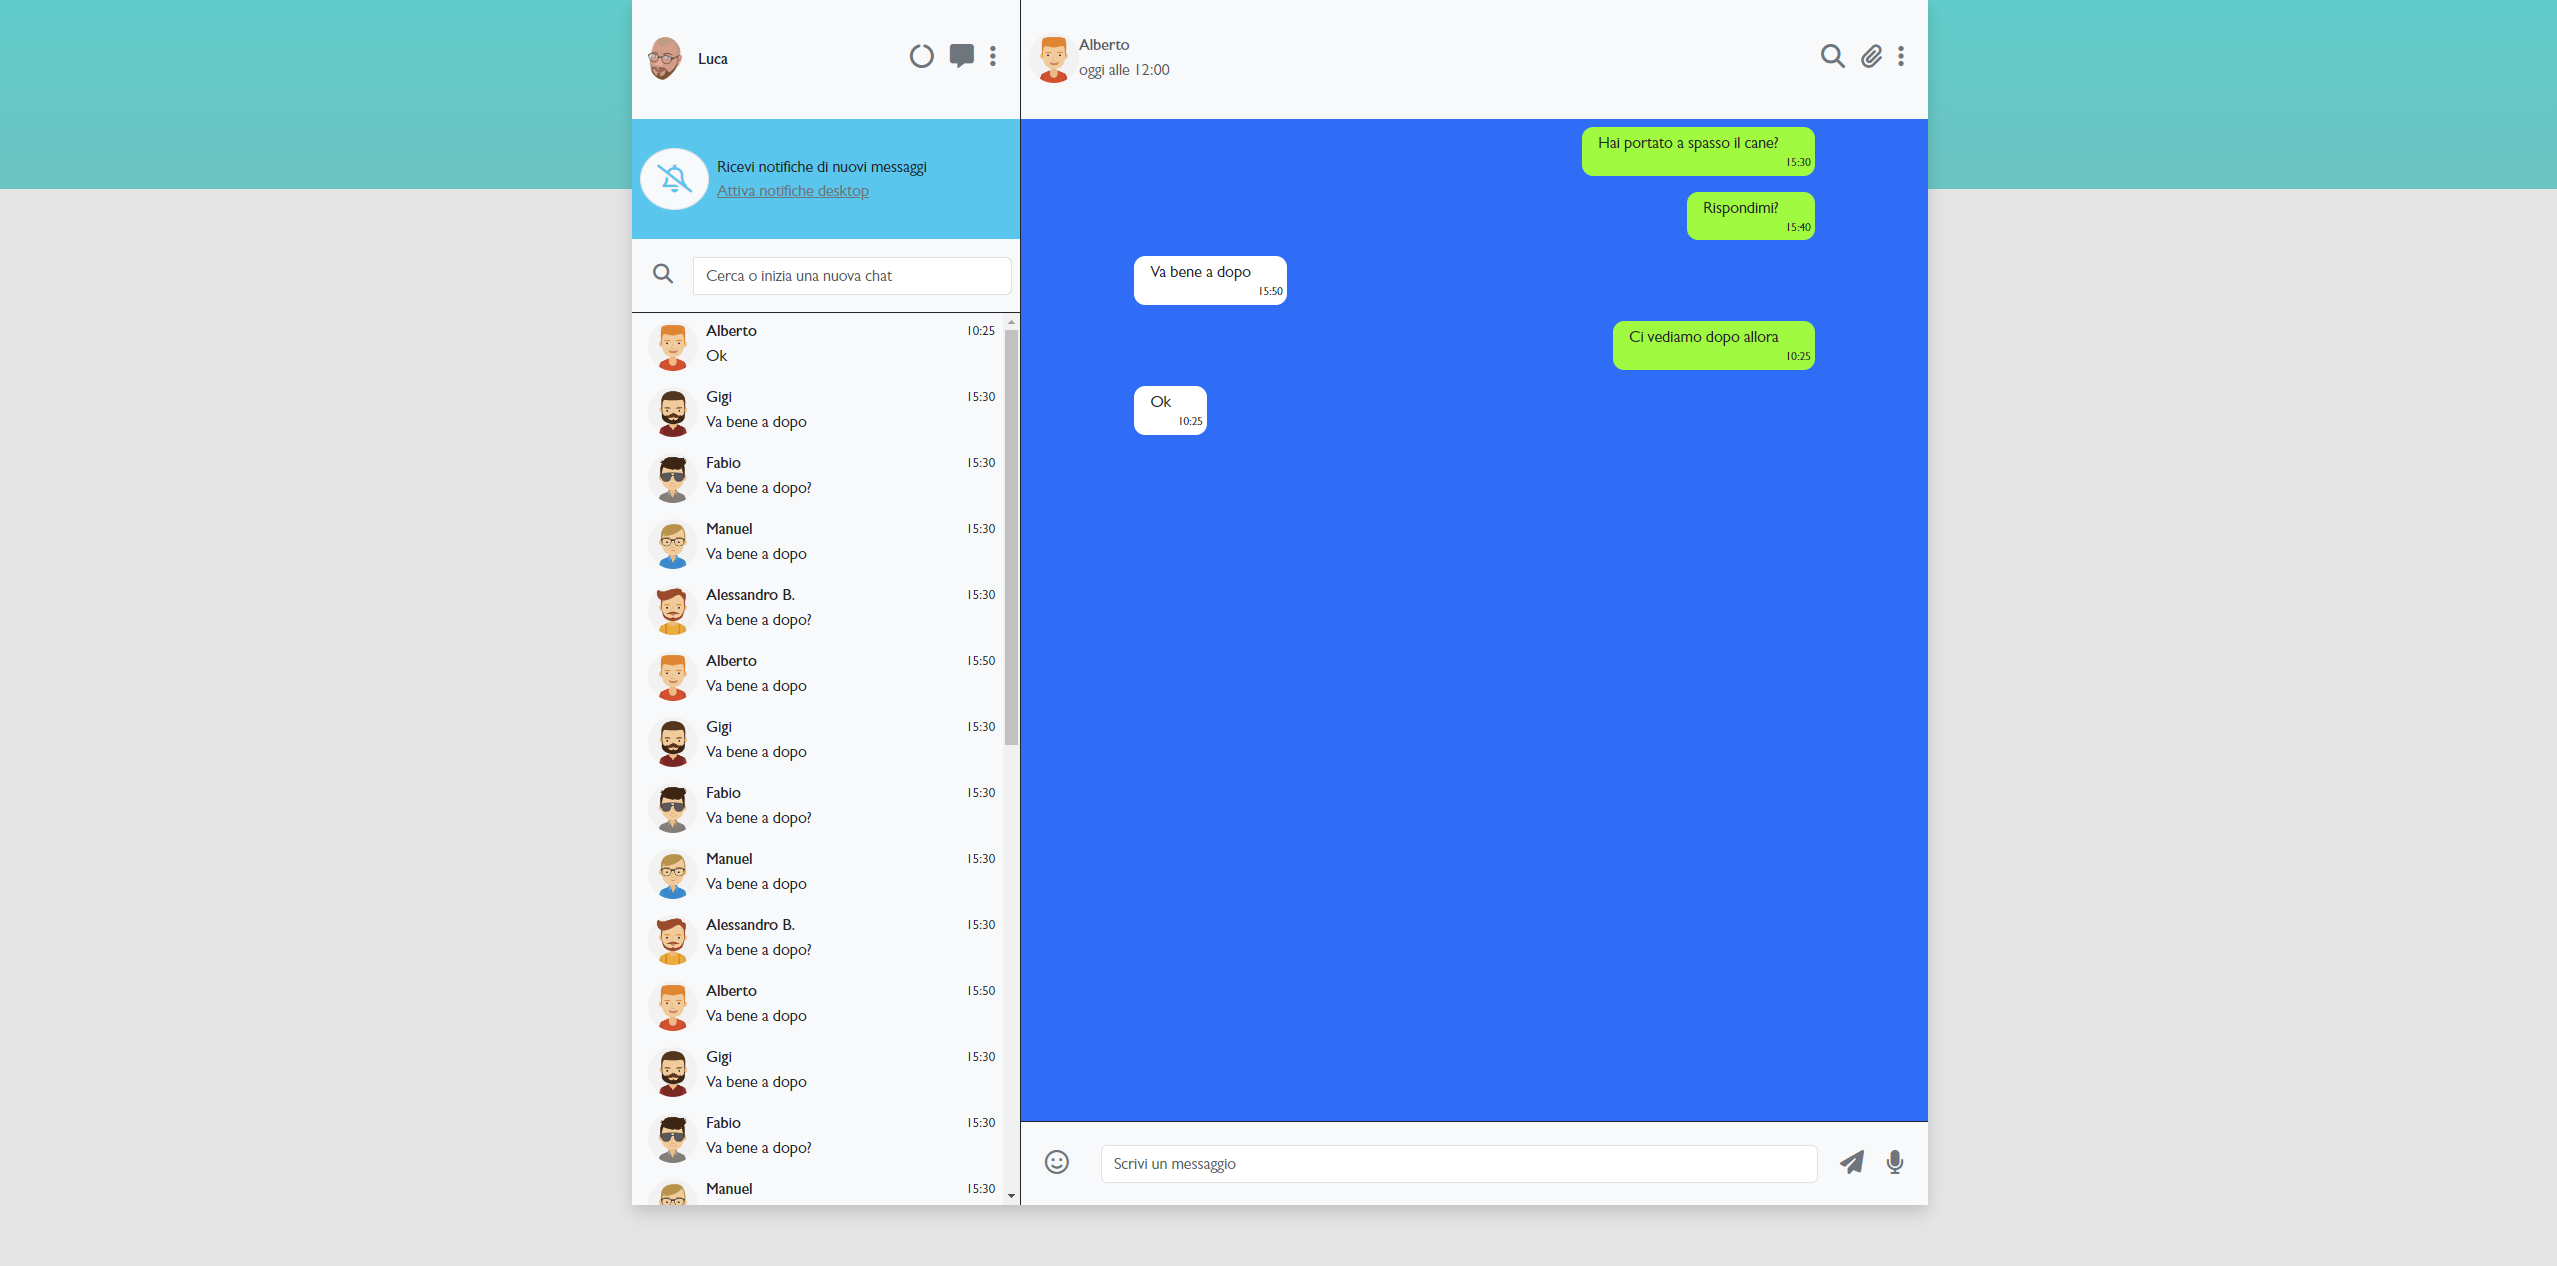 Luca
Ricevi notifiche di nuovi messaggi
Attiva notifiche desktop
Cerca o inizia una nuova chat
Alberto 10:25
Ok
Gigi 15:30
Va bene a dopo
Fabio 15:30
Va bene a dopo?
Manuel 15:30
Va bene a dopo
Alessandro B. 15:30
Va bene a dopo?
Alberto 15:50
Va bene a dopo
Gigi 15:30
Va bene a dopo
Fabio 15:30
Va bene a dopo?
Manuel 15:30
Va bene a dopo
Alessandro B. 15:30
Va bene a dopo?
Alberto 15:50
Va bene a dopo
Gigi 15:30
Va bene a dopo
Fabio 15:30
Va bene a dopo?
Manuel 15:30
Alberto
oggi alle 12:00
Hai portato a spasso il cane?
15:30
Rispondimi?
15:40
Va bene a dopo
15:50
Ci vediamo dopo allora
10:25
Ok
10:25
Scrivi un messaggio